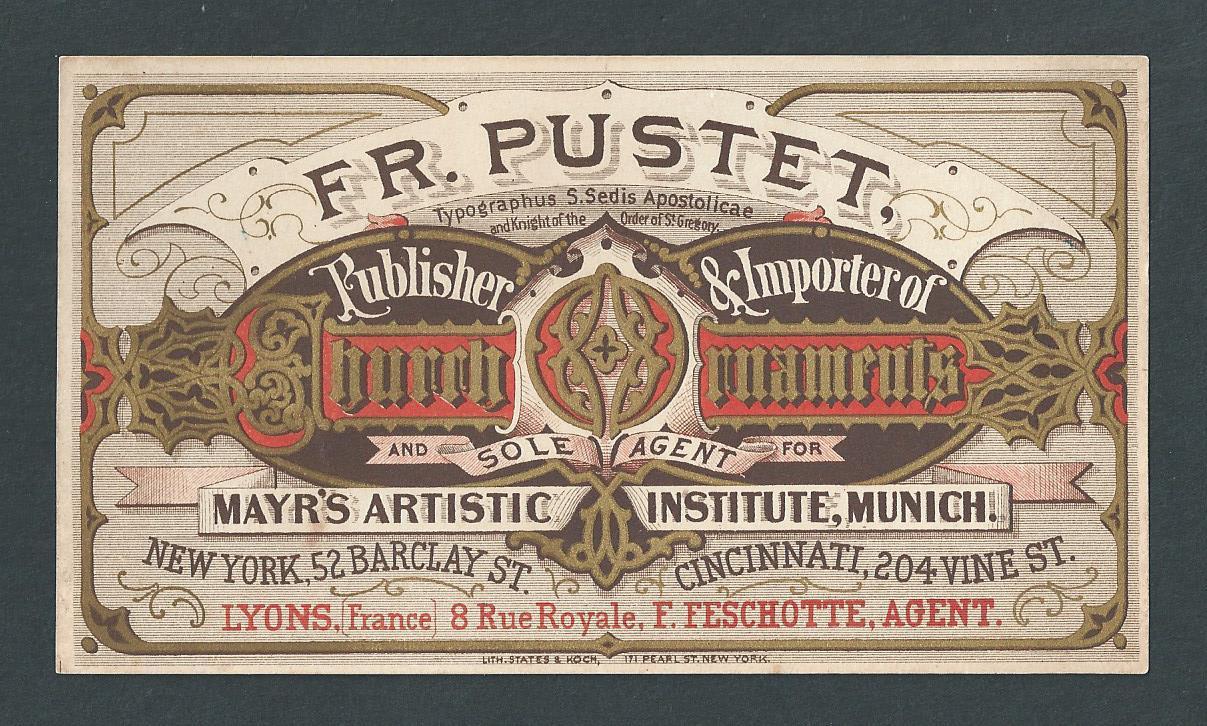 FR. PUSTET,
Typographus S. Sedis Apostolicae
and Knight of the Order of St. Gregory.
Publisher & Importer of
Church Ornaments
AND SOLE AGENT FOR
MAYR'S ARTISTIC INSTITUTE, MUNICH.
NEW YORK, 52 BARCLAY ST. CINCINNATI, 204 VINE ST.
LYONS, (France) 8 Rue Royale, F. FESCHOTTE, AGENT.
LITH. STATES & KOCH, 171 PEARL ST. NEW YORK.